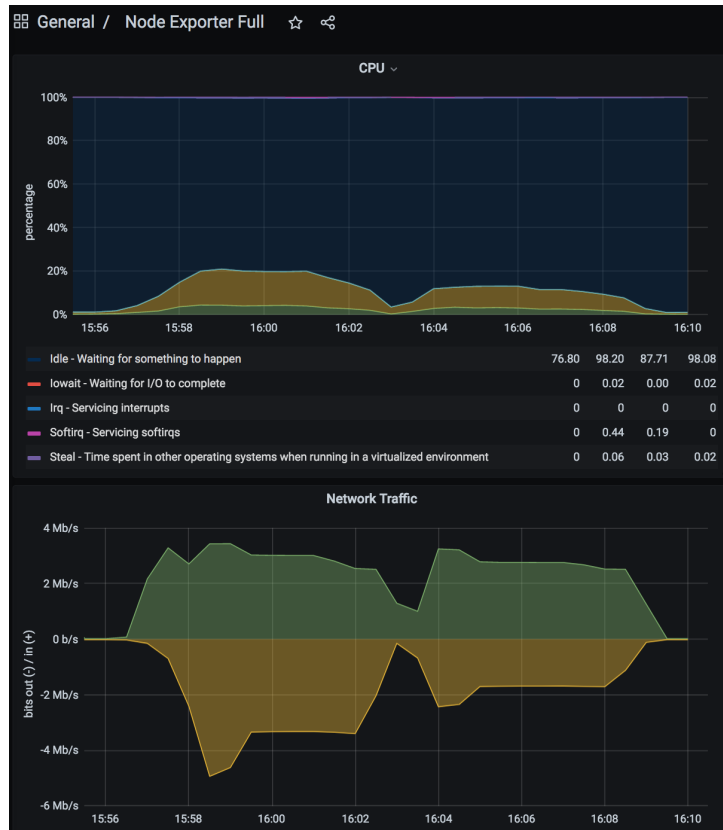 General / Node Exporter Full
CPU
100%
80%
60%
40%
20%
0%
percentage
15:56 15:58 16:00 16:02 16:04 16:06 16:08 16:10
Idle - Waiting for something to happen 76.80 98.20 87.71 98.08
Iowait - Waiting for I/O to complete 0 0.02 0.00 0.02
Irq - Servicing interrupts 0 0 0 0
Softirq - Servicing softirqs 0 0.44 0.19 0
Steal - Time spent in other operating systems when running in a virtualized environment 0 0.06 0.03 0.02
Network Traffic
4 Mb/s
2 Mb/s
0 b/s
-2 Mb/s
-4 Mb/s
-6 Mb/s
bits out (-) / in (+)
15:56 15:58 16:00 16:02 16:04 16:06 16:08 16:10